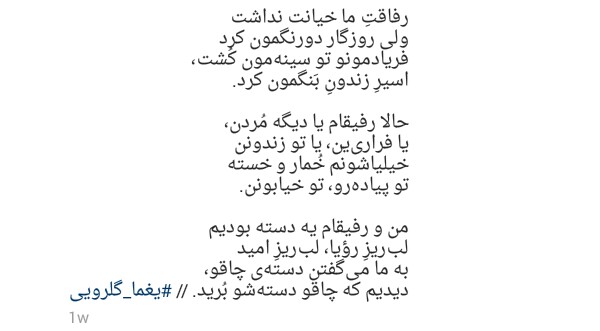 رفاقتِ ما خیانت نداشت
ولی روزگار دورنگمون کرد
فریادمونو تو سینه‌مون کُشت،
اسیرِ زندونِ بَنگمون کرد.
حالا رفیقام یا دیگه مُردن،
یا فراری‌ین، یا تو زندونن
خیلیاشونم خُمار و خسته
تو پیاده‌رو، تو خیابونن.
من و رفیقام یه دسته بودیم
لب‌ریزِ رؤیا، لب‌ریزِ امید
به ما می‌گفتن دسته‌ی چاقو،
دیدیم که چاقو دسته‌شو بُرید. // #یغما_گلرویی
1w